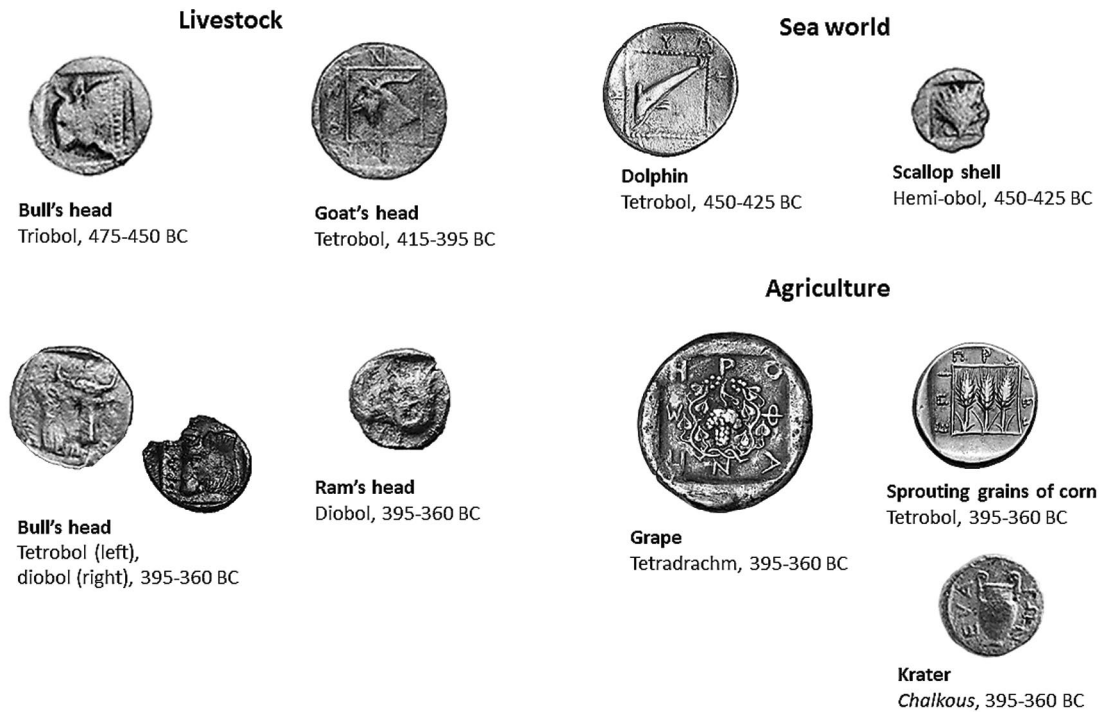 Livestock
Bull's head
Triobol, 475-450 BC
Goat's head
Tetrobol, 415-395 BC
Bull's head
Tetrobol (left),
diobol (right), 395-360 BC
Ram's head
Diobol, 395-360 BC
Sea world
Dolphin
Tetrobol, 450-425 BC
Scallop shell
Hemi-obol, 450-425 BC
Agriculture
Grape
Tetradrachm, 395-360 BC
Sprouting grains of corn
Tetrobol, 395-360 BC
Krater
Chalkous, 395-360 BC